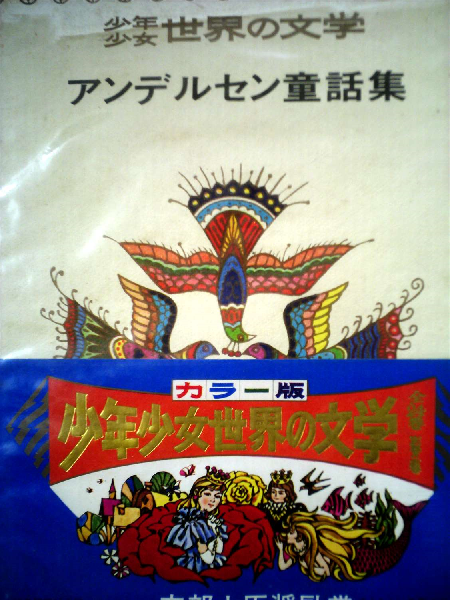 少年少女 世界の文学
アンデルセン童話集
カラー版
少年少女世界の文学